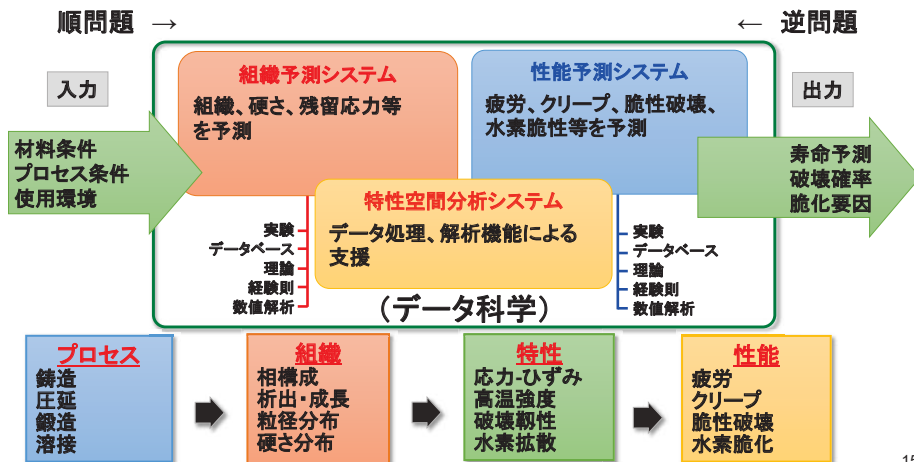 順問題 →
← 逆問題
入力
材料条件
プロセス条件
使用環境
組織予測システム
組織、硬さ、残留応力等
を予測
性能予測システム
疲労、クリープ、脆性破壊、
水素脆性等を予測
出力
寿命予測
破壊確率
脆化要因
特性空間分析システム
データ処理、解析機能による
支援
実験
データベース
理論
経験則
数値解析
実験
データベース
理論
経験則
数値解析
(データ科学)
プロセス
鋳造
圧延
鍛造
溶接
組織
相構成
析出・成長
粒径分布
硬さ分布
特性
応力-ひずみ
高温強度
破壊靭性
水素拡散
性能
疲労
クリープ
脆性破壊
水素脆化